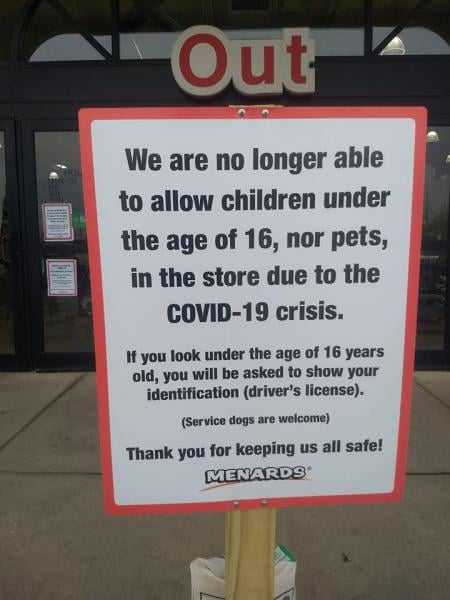 Out
We are no longer able
to allow children under
the age of 16, nor pets,
in the store due to the
COVID-19 crisis.
If you look under the age of 16 years
old, you will be asked to show your
identification (driver's license).
(Service dogs are welcome)
Thank you for keeping us all safe!
MENARDS®